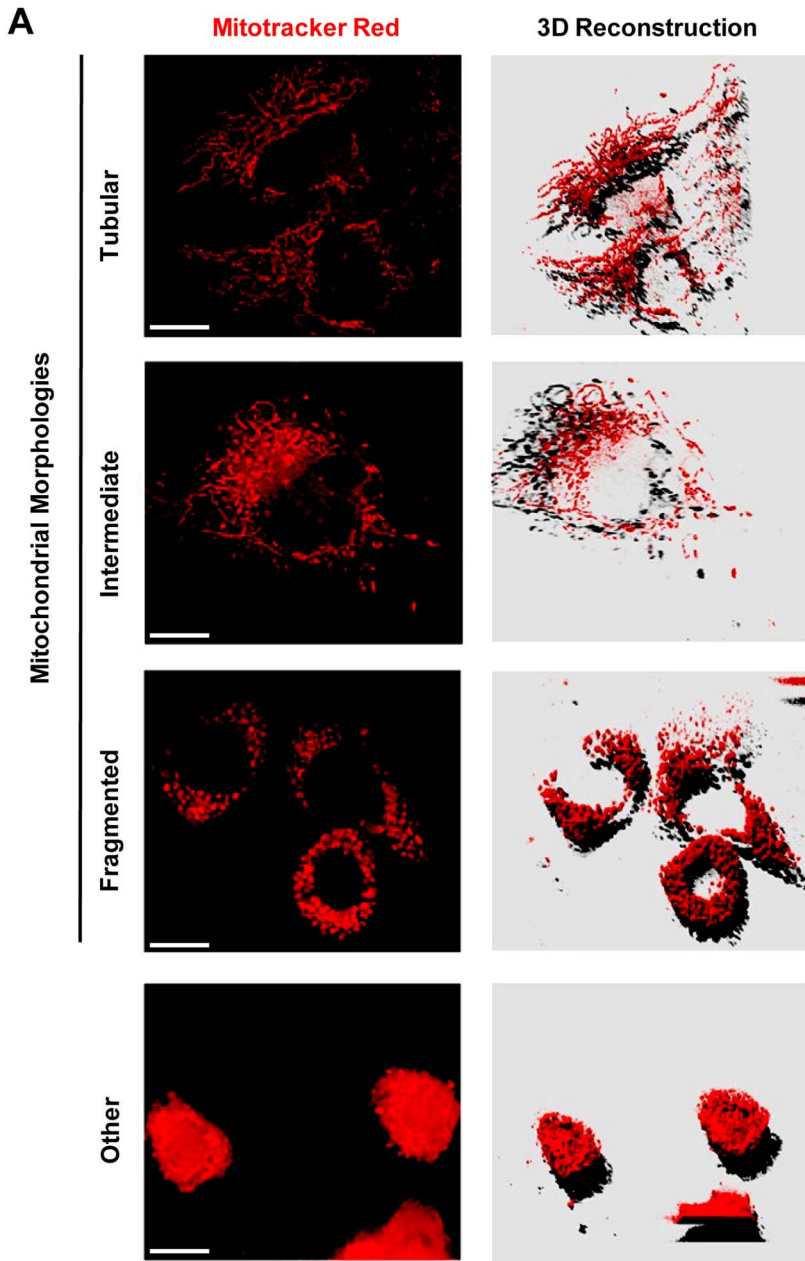 A
Mitotracker Red
3D Reconstruction
Mitochondrial Morphologies
Tubular
Intermediate
Fragmented
Other